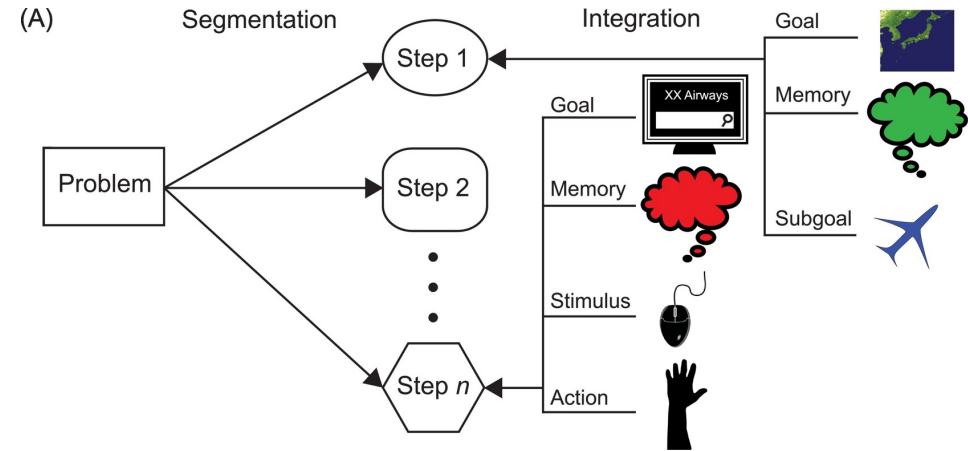 (A)
Segmentation
Integration
Problem
Step 1
Step 2
Step n
Goal
XX Airways
Memory
Stimulus
Action
Goal
Memory
Subgoal